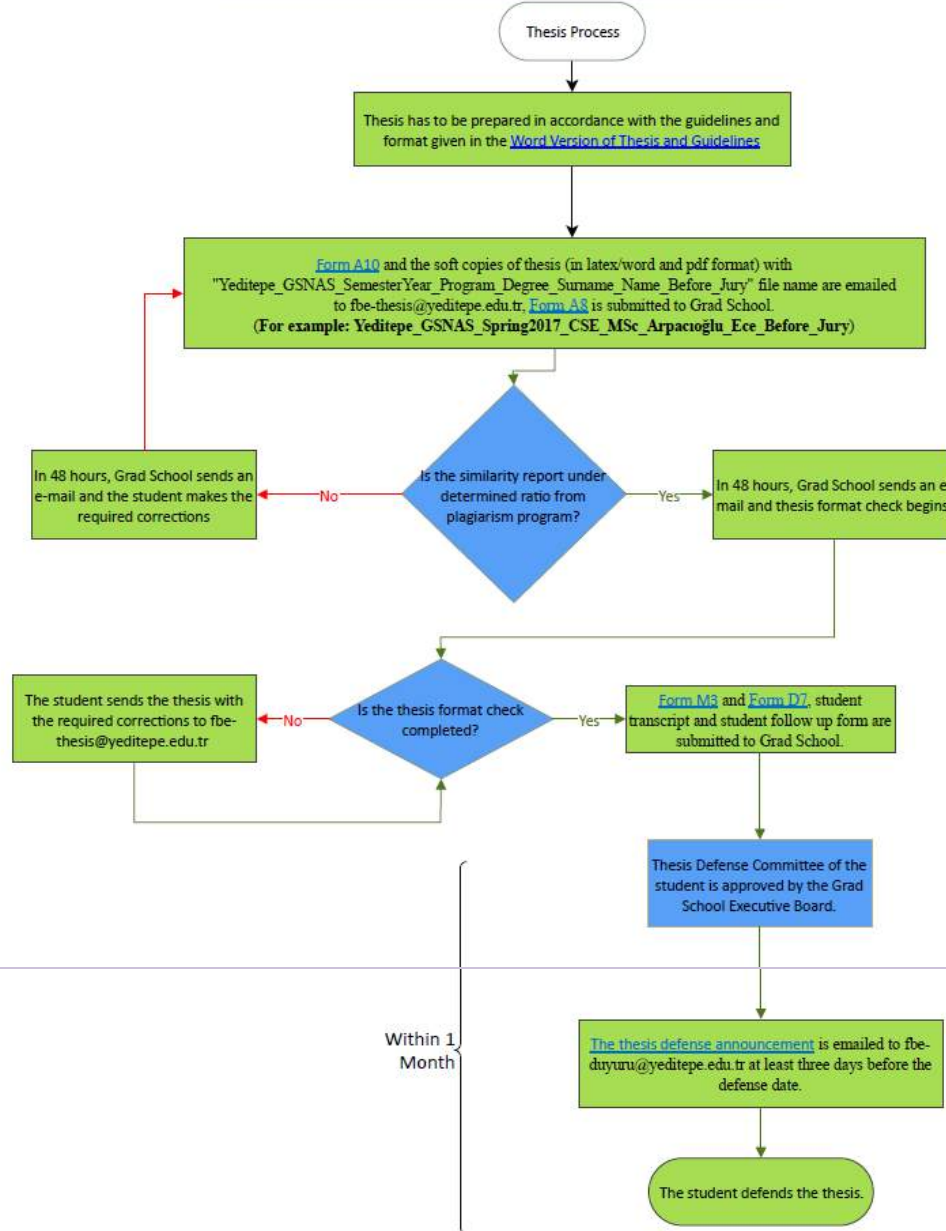 Thesis Process
Thesis has to be prepared in accordance with the guidelines and
format given in the Word Version of Thesis and Guidelines
Form A10 and the soft copies of thesis (in latex/word and pdf format) with
"Yeditepe_GSNAS_SemesterYear_Program_Degree_Surname_Name_Before_Jury" file name are emailed
to fbe-thesis@yeditepe.edu.tr, Form A8 is submitted to Grad School.
(For example: Yeditepe_GSNAS_Spring2017_CSE_MSc_Arpacıoğlu_Ece_Before_Jury)
In 48 hours, Grad School sends an
e-mail and the student makes the
required corrections
No
Is the similarity report under
determined ratio from
plagiarism program?
Yes
In 48 hours, Grad School sends an e-
mail and thesis format check begins
The student sends the thesis with
the required corrections to fbe-
thesis@yeditepe.edu.tr
No
Is the thesis format check
completed?
Yes
Form M3 and Form D7, student
transcript and student follow up form are
submitted to Grad School.
Thesis Defense Committee of the
student is approved by the Grad
School Executive Board.
Within 1
Month
The thesis defense announcement is emailed to fbe-
duyuru@yeditepe.edu.tr at least three days before the
defense date.
The student defends the thesis.